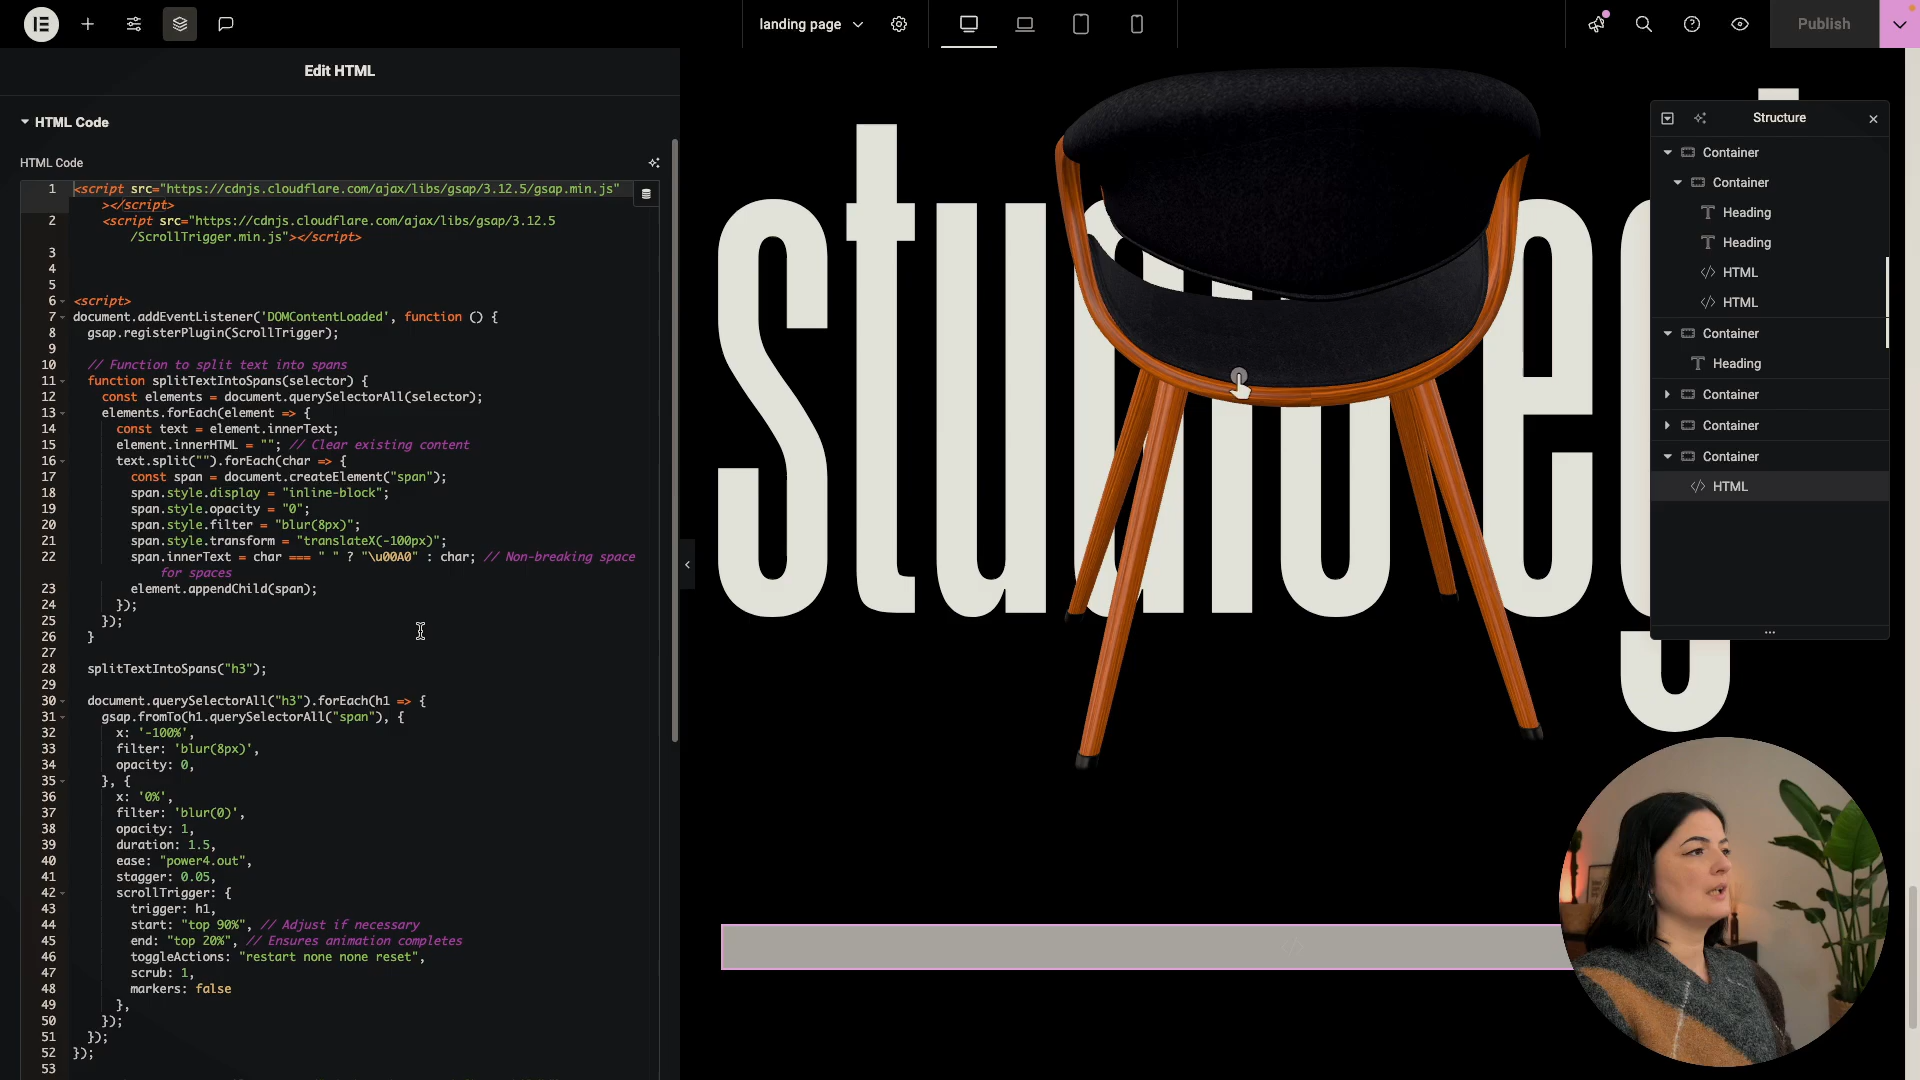 landing page
Publish
Edit HTML
HTML Code
HTML Code
1 <script src="https://cdnjs.cloudflare.com/ajax/libs/gsap/3.12.5/gsap.min.js"
></script>
2 <script src="https://cdnjs.cloudflare.com/ajax/libs/gsap/3.12.5
/ScrollTrigger.min.js"></script>
3
4
5
6 <script>
7 document.addEventListener('DOMContentLoaded', function () {
8 gsap.registerPlugin(ScrollTrigger);
9
10 // Function to split text into spans
11 function splitTextIntoSpans(selector) {
12 const elements = document.querySelectorAll(selector);
13 elements.forEach(element => {
14 const text = element.innerText;
15 element.innerHTML = ""; // Clear existing content
16 text.split("").forEach(char => {
17 const span = document.createElement("span");
18 span.style.display = "inline-block";
19 span.style.opacity = "0";
20 span.style.filter = "blur(8px)";
21 span.style.transform = "translateX(-100px)";
22 span.innerText = char === " " ? "\u00A0" : char; // Non-breaking space
for spaces
23 element.appendChild(span);
24 });
25 });
26 }
27
28 splitTextIntoSpans("h3");
29
30 document.querySelectorAll("h3").forEach(h1 => {
31 gsap.fromTo(h1.querySelectorAll("span"), {
32 x: '-100%',
33 filter: 'blur(8px)',
34 opacity: 0,
35 }, {
36 x: '0%',
37 filter: 'blur(0)',
38 opacity: 1,
39 duration: 1.5,
40 ease: "power4.out",
41 stagger: 0.05,
42 scrollTrigger: {
43 trigger: h1,
44 start: "top 90%", // Adjust if necessary
45 end: "top 20%", // Ensures animation completes
46 toggleActions: "restart none none reset",
47 scrub: 1,
48 markers: false
49 },
50 });
51 });
52 });
53
Structure
Container
Container
Heading
Heading
</> HTML
</> HTML
Container
Heading
Container
Container
Container
</> HTML